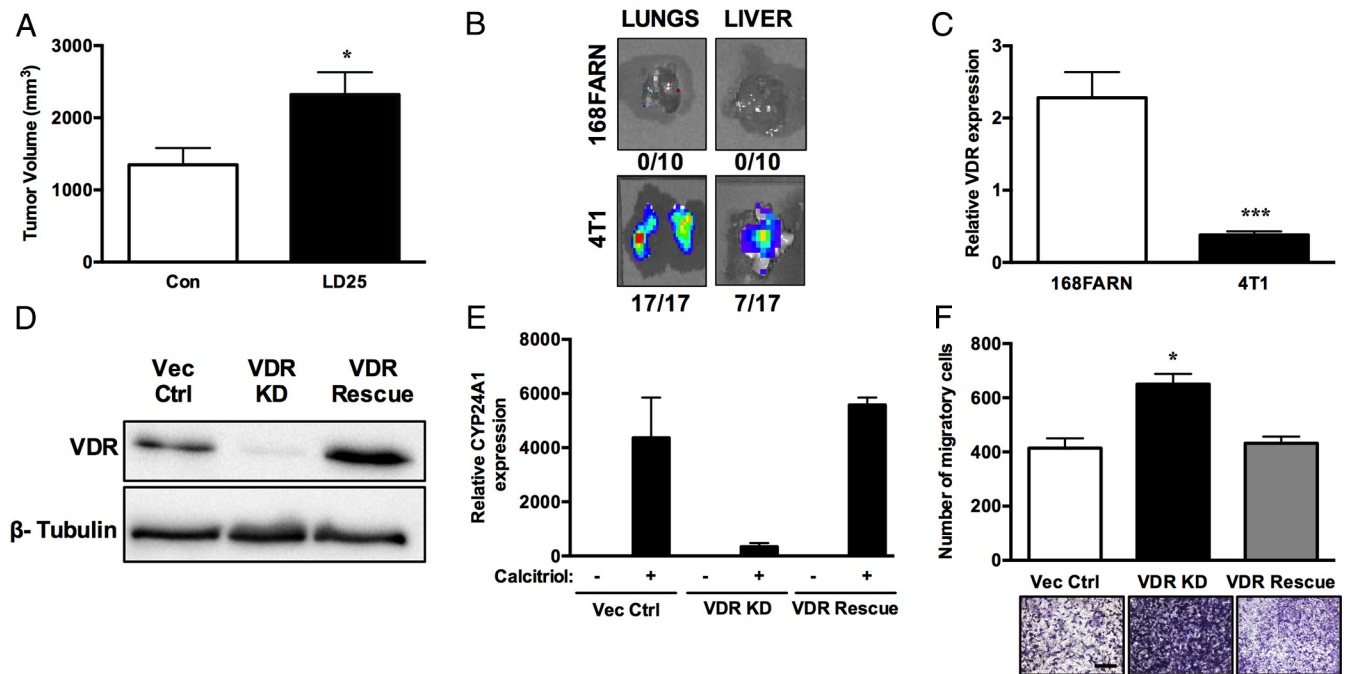 A
Tumor Volume (mm³)
3000
2000
1000
0
*
Con
LD25
B
LUNGS
LIVER
168FARN
0/10
0/10
4T1
17/17
7/17
C
Relative VDR expression
3
2
1
0
***
168FARN
4T1
D
Vec
Ctrl
VDR
KD
VDR
Rescue
VDR
β- Tubulin
E
Relative CYP24A1
expression
8000
6000
4000
2000
0
Calcitriol:
-
+
-
+
-
+
Vec Ctrl
VDR KD
VDR Rescue
F
Number of migratory cells
800
600
400
200
0
*
Vec Ctrl
VDR KD
VDR Rescue